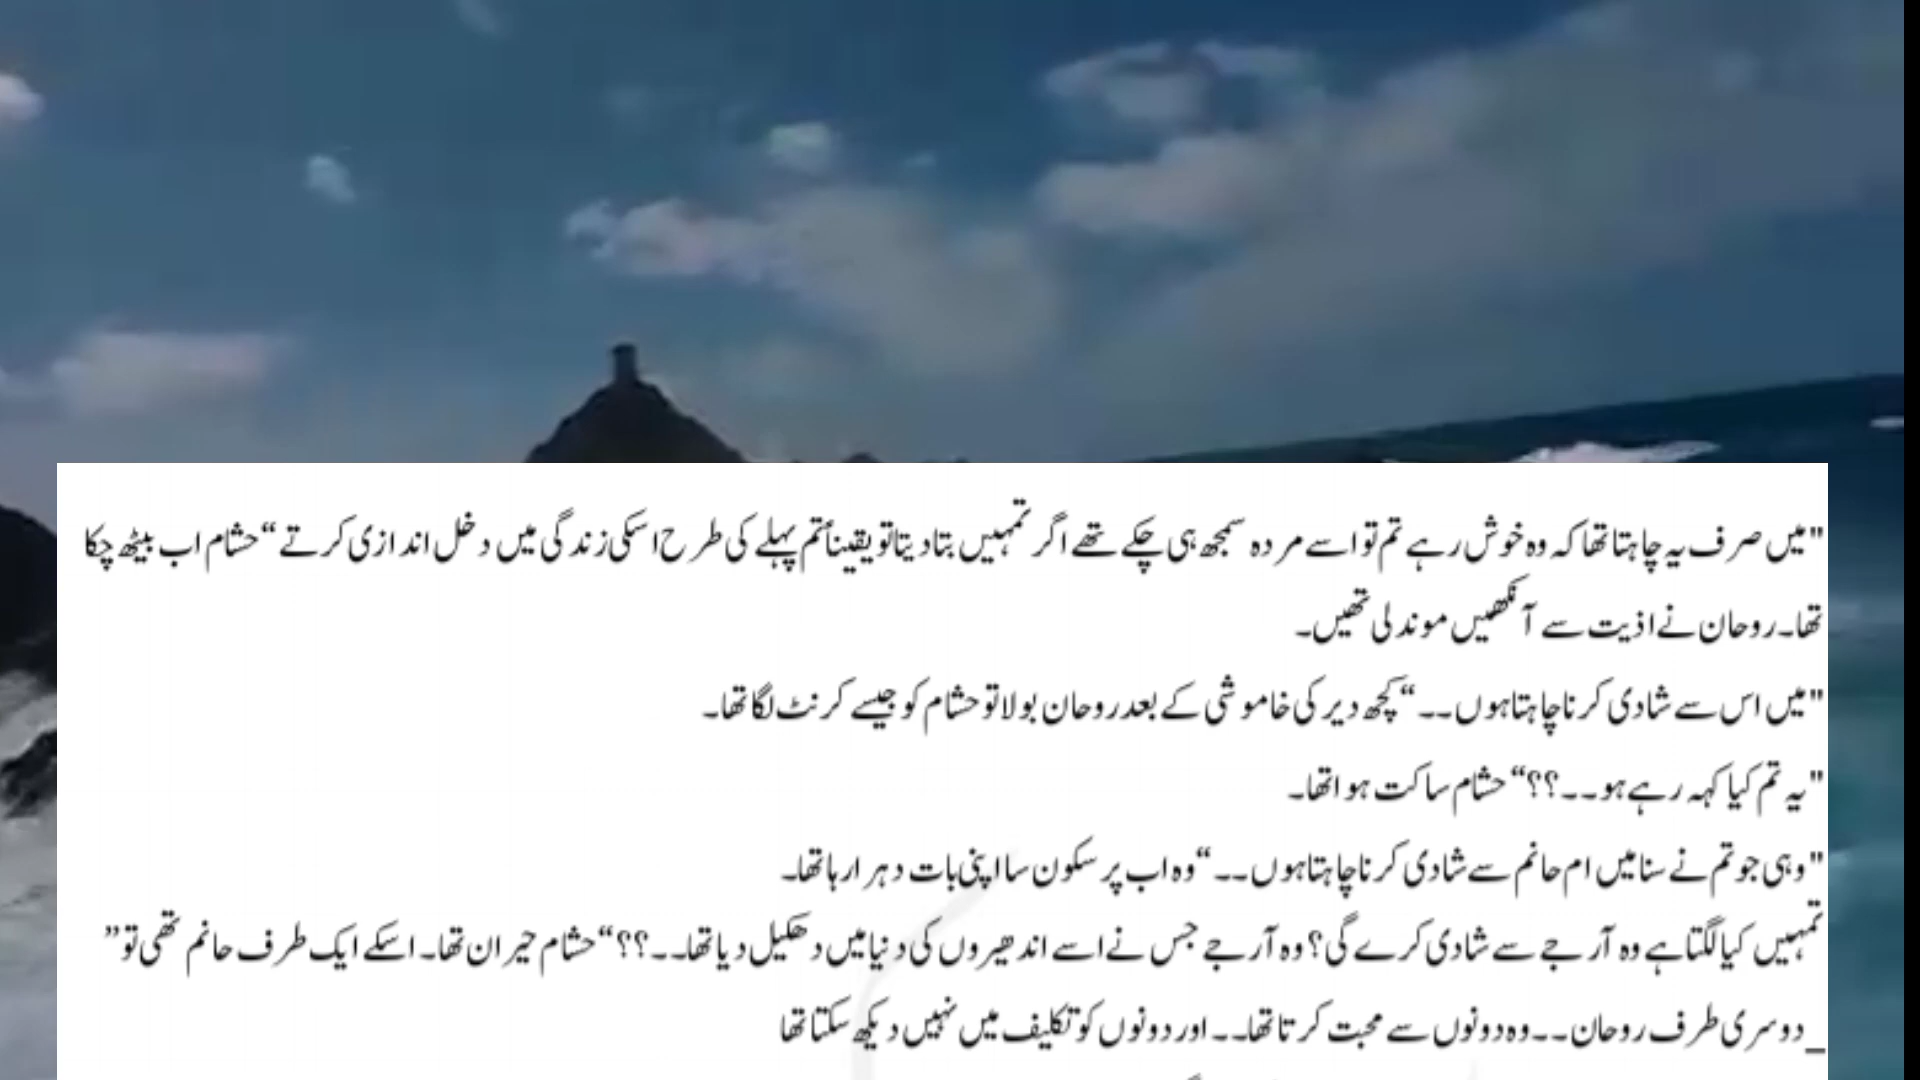 "میں صرف یہ چاہتا تھا کہ وہ خوش رہے تم تو اسے مردہ سمجھ ہی چکے تھے اگر تمہیں بتا دیتا تو یقیناً تم پہلے کی طرح اسکی زندگی میں دخل اندازی کرتے “حشام اب بیٹھ چکا
تھا۔روحان نے اذیت سے آنکھیں موند لی تھیں۔
"میں اس سے شادی کرنا چاہتا ہوں۔۔“ کچھ دیر کی خاموشی کے بعد روحان بولا تو حشام کو جیسے کرنٹ لگا تھا۔
"یہ تم کیا کہہ رہے ہو۔۔؟؟“ حشام ساکت ہوا تھا۔
"وہی جو تم نے سنا میں ام حانم سے شادی کرنا چاہتا ہوں۔۔“وہ اب پر سکون سا اپنی بات دہرا رہا تھا۔
تمہیں کیا لگتا ہے وہ آر جے سے شادی کرے گی؟ وہ آر جے جس نے اسے اندھیروں کی دنیا میں دھکیل دیا تھا۔۔؟؟“حشام حیران تھا۔ اسکے ایک طرف حانم تھی تو ”
_دوسری طرف روحان۔۔وہ دونوں سے محبت کرتا تھا۔۔اور دونوں کو تکلیف میں نہیں دیکھ سکتا تھا